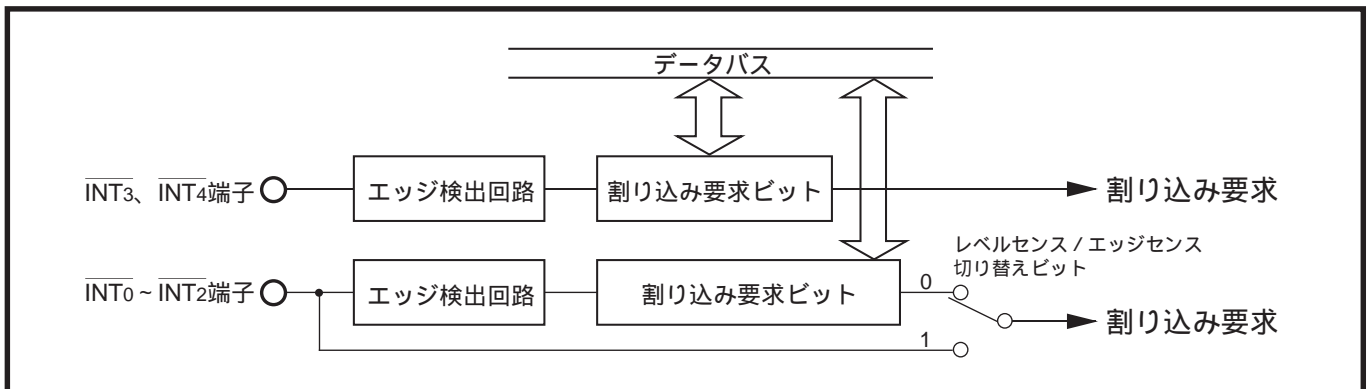 データバス
INT3、INT4端子
エッジ検出回路
割り込み要求ビット
割り込み要求
レベルセンス / エッジセンス
切り替えビット
INT0 ~ INT2端子
エッジ検出回路
割り込み要求ビット
0
割り込み要求
1